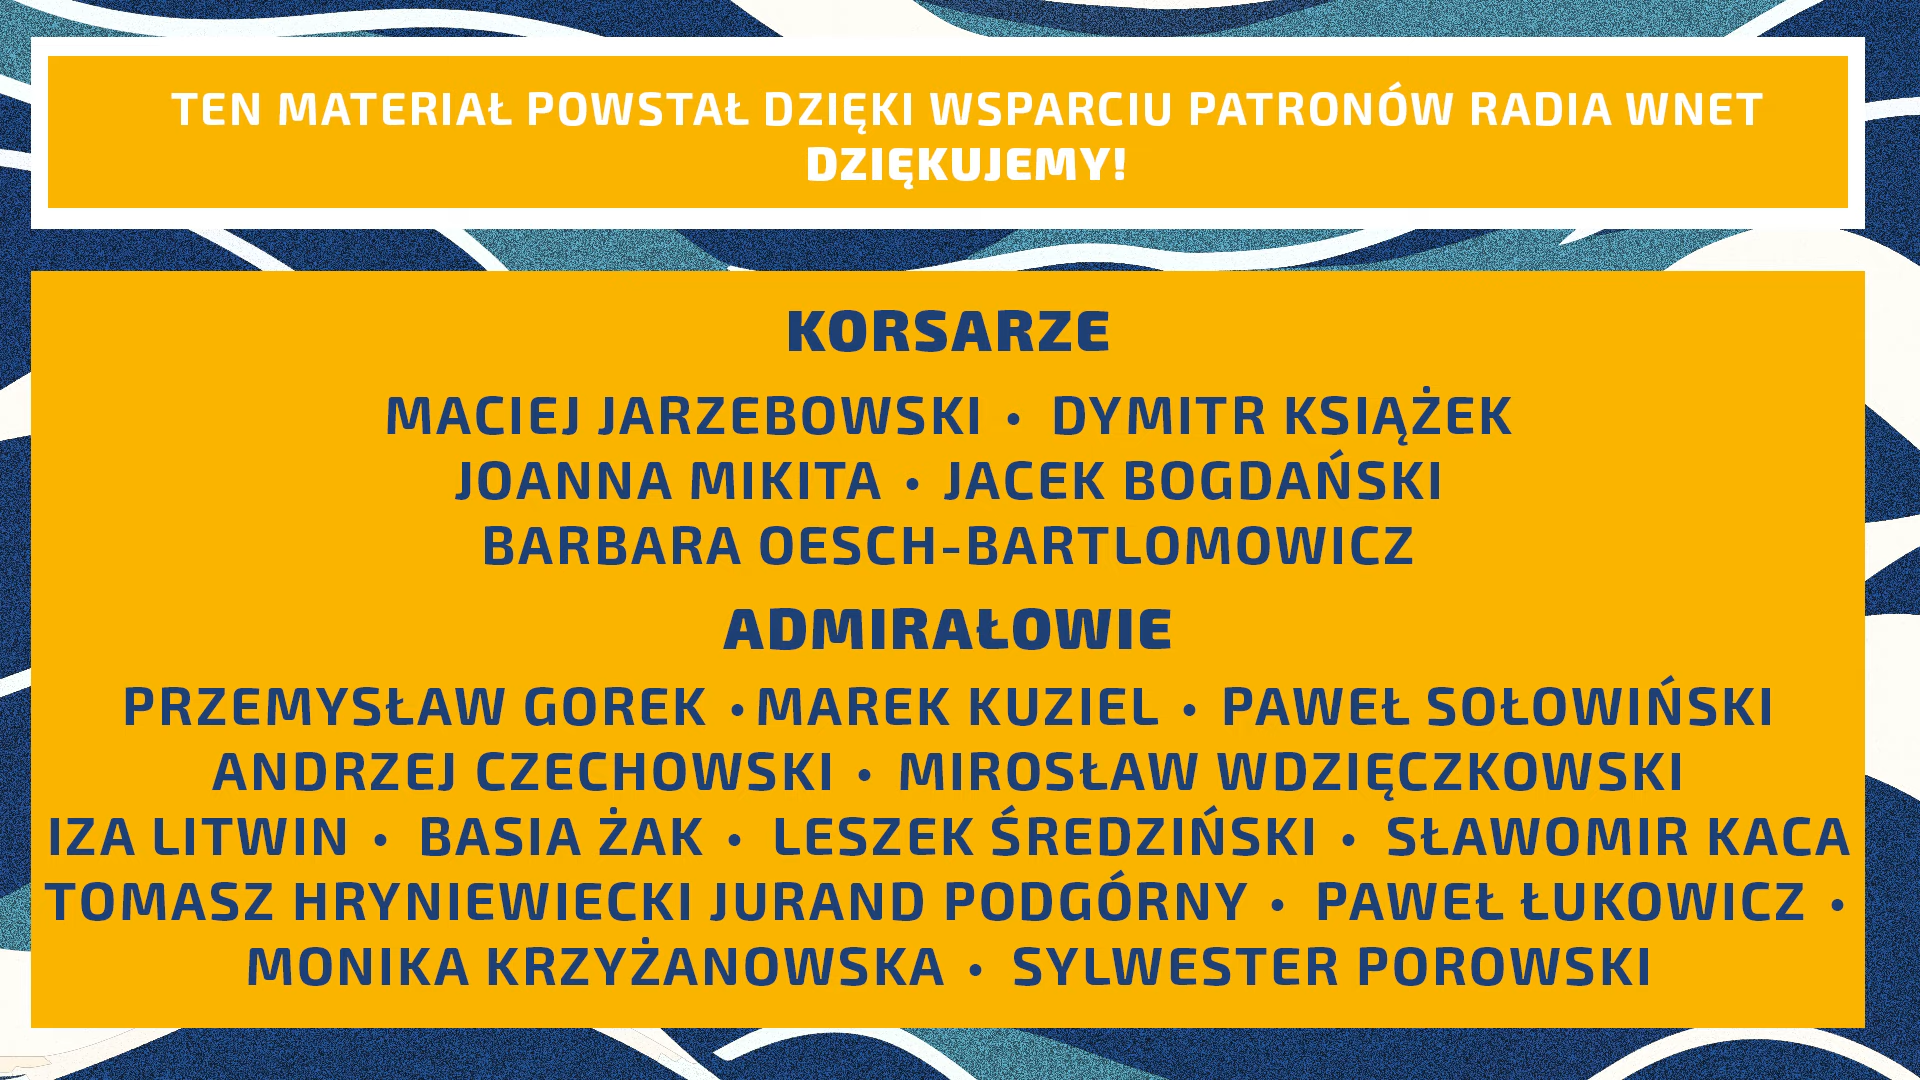 TEN MATERIAŁ POWSTAŁ DZIĘKI WSPARCIU PATRONÓW RADIA WNET
DZIĘKUJEMY!
KORSARZE
MACIEJ JARZEBOWSKI • DYMITR KSIĄŻEK
JOANNA MIKITA • JACEK BOGDAŃSKI
BARBARA OESCH-BARTLOMOWICZ
ADMIRAŁOWIE
PRZEMYSŁAW GOREK • MAREK KUZIEL • PAWEŁ SOŁOWIŃSKI
ANDRZEJ CZECHOWSKI • MIROSŁAW WDZIĘCZKOWSKI
IZA LITWIN • BASIA ŻAK • LESZEK ŚREDZIŃSKI • SŁAWOMIR KACA
TOMASZ HRYNIEWIECKI JURAND PODGÓRNY • PAWEŁ ŁUKOWICZ •
MONIKA KRZYŻANOWSKA • SYLWESTER POROWSKI